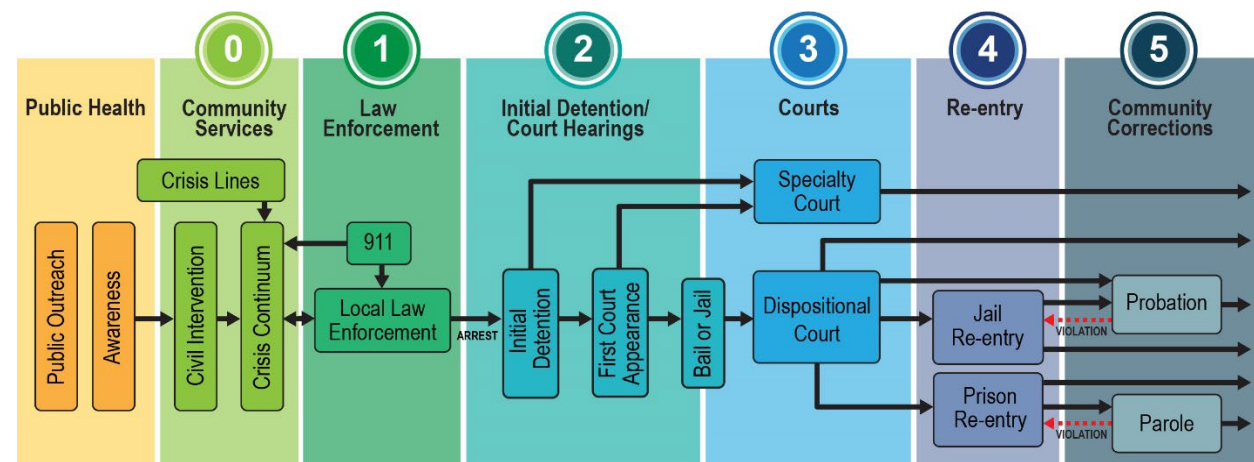 0
1
2
3
4
5
Public Health
Community
Services
Law
Enforcement
Initial Detention/
Court Hearings
Courts
Re-entry
Community
Corrections
Crisis Lines
Public Outreach
Awareness
Civil Intervention
Crisis Continuum
911
Local Law
Enforcement
ARREST
Initial
Detention
First Court
Appearance
Bail or Jail
Specialty
Court
Dispositional
Court
Jail
Re-entry
Prison
Re-entry
VIOLATION
Probation
VIOLATION
Parole